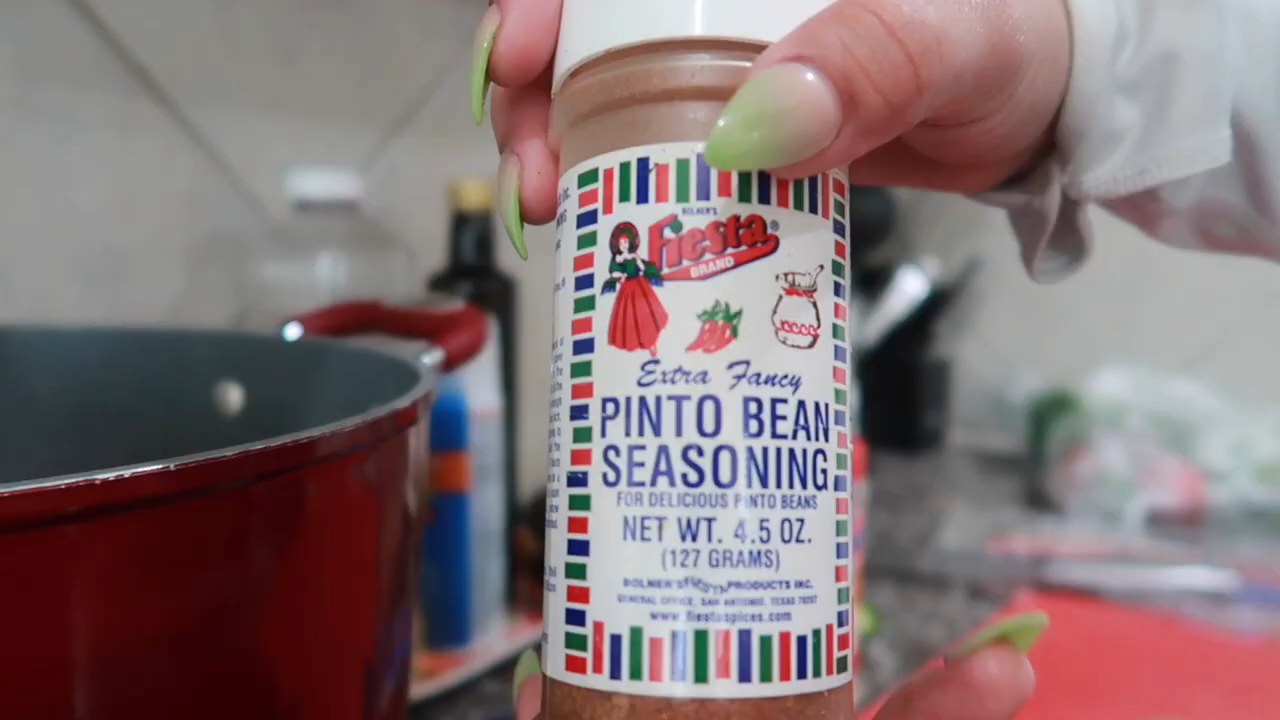 BOLNER'S
Fiesta®
BRAND
Extra Fancy
PINTO BEAN
SEASONING
FOR DELICIOUS PINTO BEANS
NET WT. 4.5 OZ.
(127 GRAMS)
BOLNER'S FIESTA PRODUCTS INC.
GENERAL OFFICE, SAN ANTONIO, TEXAS 78207
www.fiestaspices.com